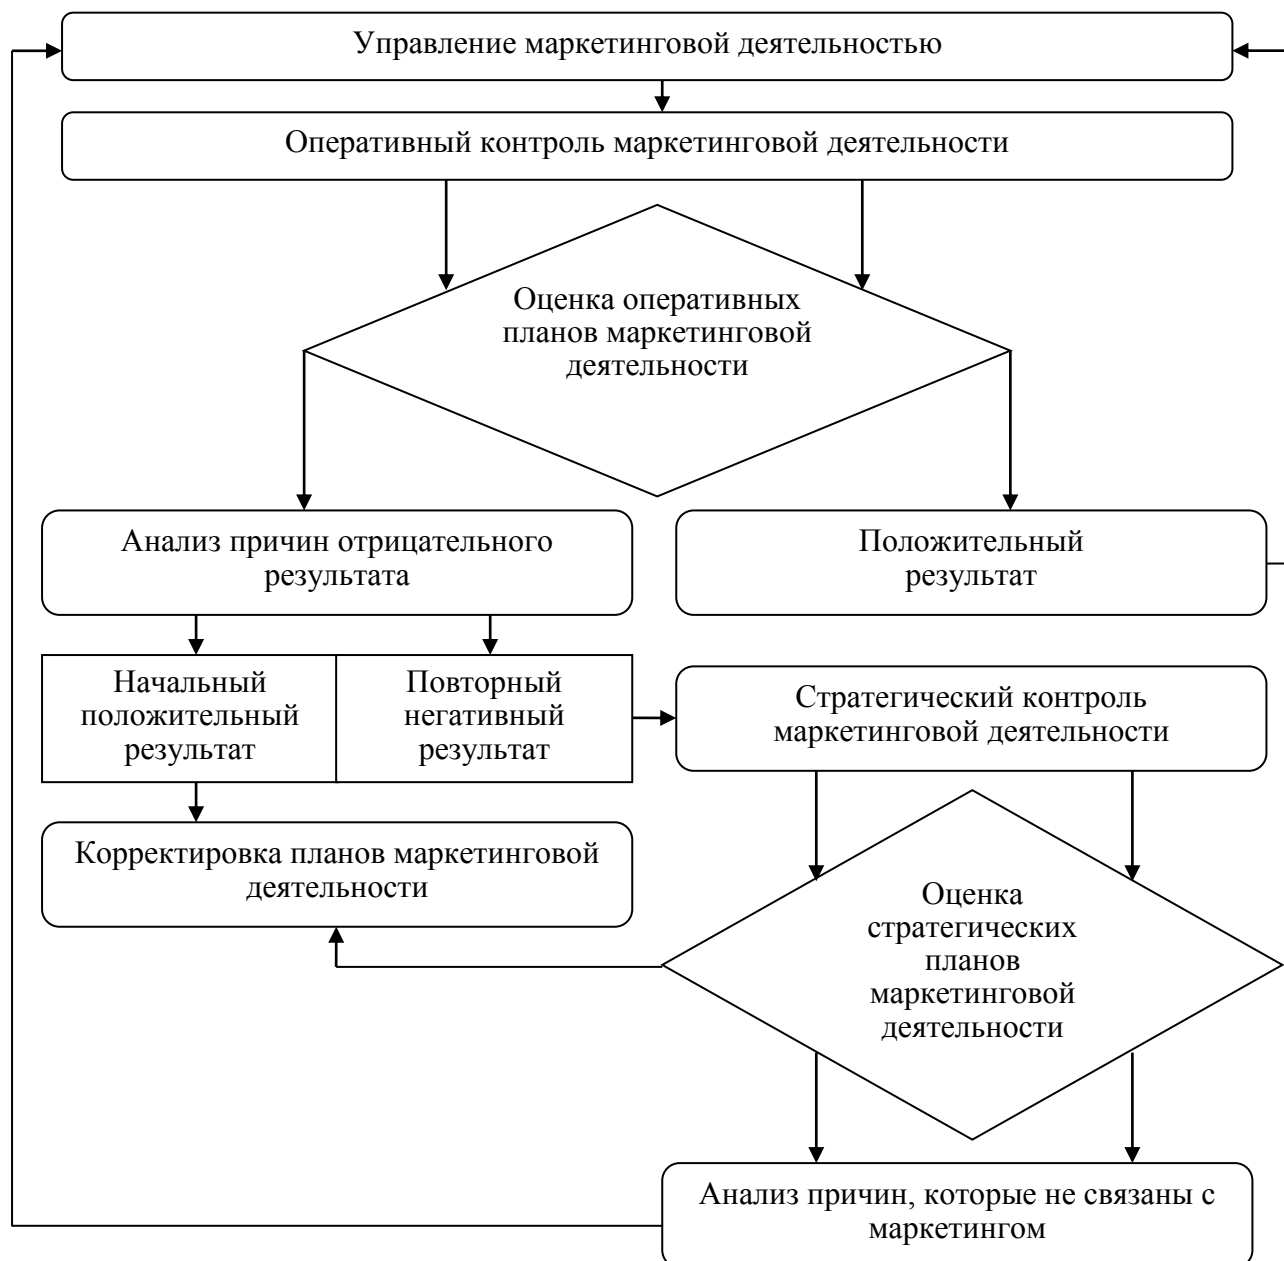 Управление маркетинговой деятельностью
Оперативный контроль маркетинговой деятельности
Оценка оперативных
планов маркетинговой
деятельности
Анализ причин отрицательного
результата
Положительный
результат
Начальный
положительный
результат
Повторный
негативный
результат
Стратегический контроль
маркетинговой деятельности
Корректировка планов маркетинговой
деятельности
Оценка
стратегических
планов
маркетинговой
деятельности
Анализ причин, которые не связаны с
маркетингом